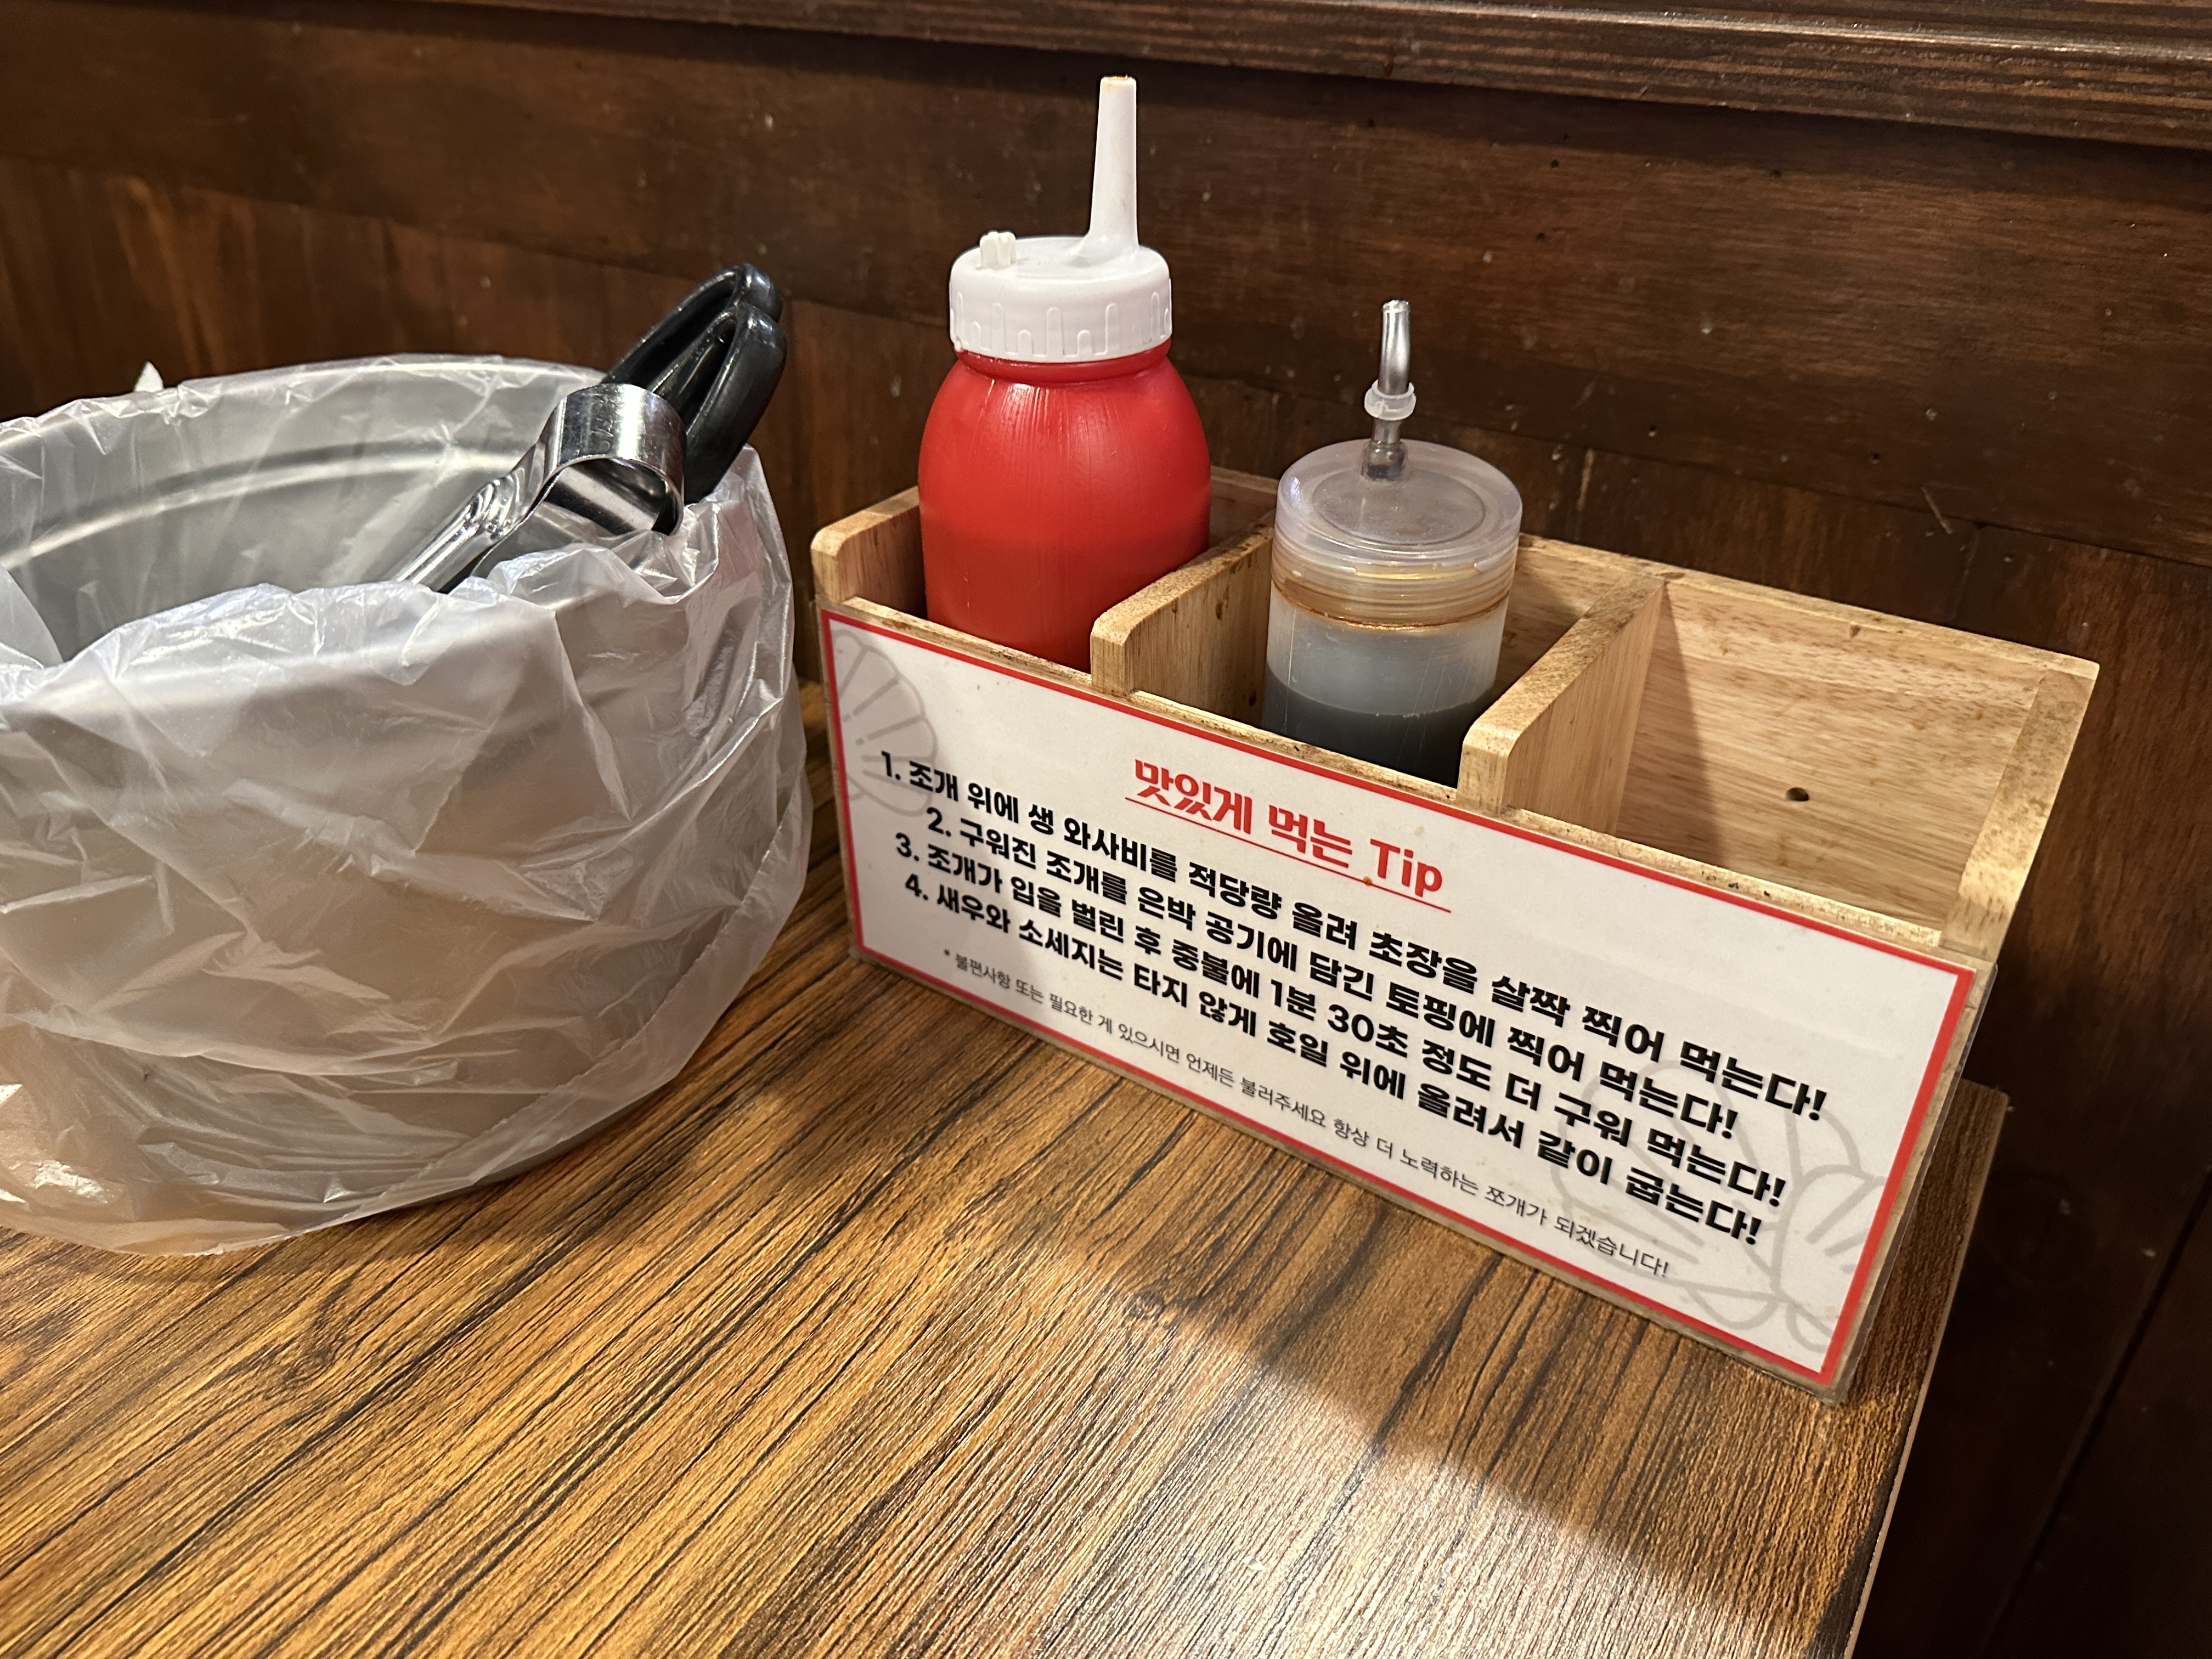 맛있게 먹는 Tip
1. 조개 위에 생 와사비를 적당량 올려 초장을 살짝 찍어 먹는다!
2. 구워진 조개를 은박 공기에 담긴 토핑에 찍어 먹는다!
3. 조개가 입을 벌린 후 중불에 1분 30초 정도 더 구워 먹는다!
4. 새우와 소세지는 타지 않게 호일 위에 올려서 같이 굽는다!
* 불편사항 또는 필요한 게 있으시면 언제든 불러주세요 항상 더 노력하는 쪼개가 되겠습니다!